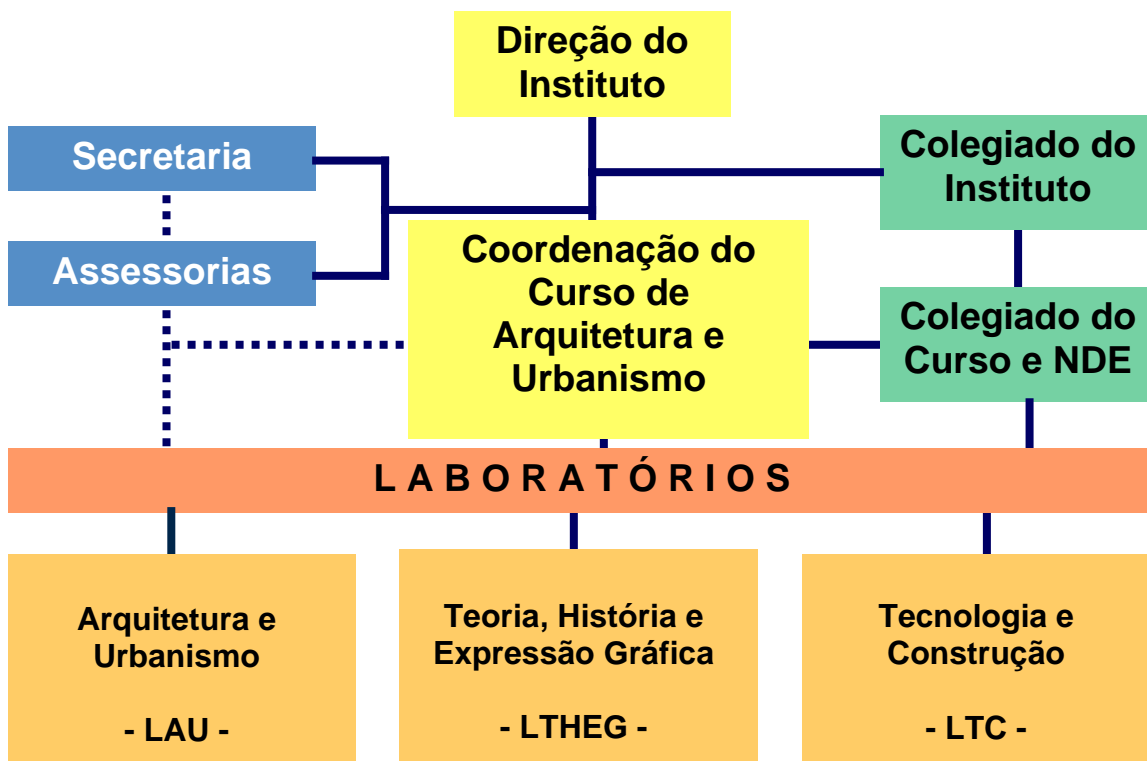 Direção do
Instituto
Secretaria
Colegiado do
Instituto
Assessorias
Coordenação do
Curso de
Arquitetura e
Urbanismo
Colegiado do
Curso e NDE
L A B O R A T Ó R I O S
Arquitetura e
Urbanismo
- LAU -
Teoria, História e
Expressão Gráfica
- LTHEG -
Tecnologia e
Construção
- LTC -